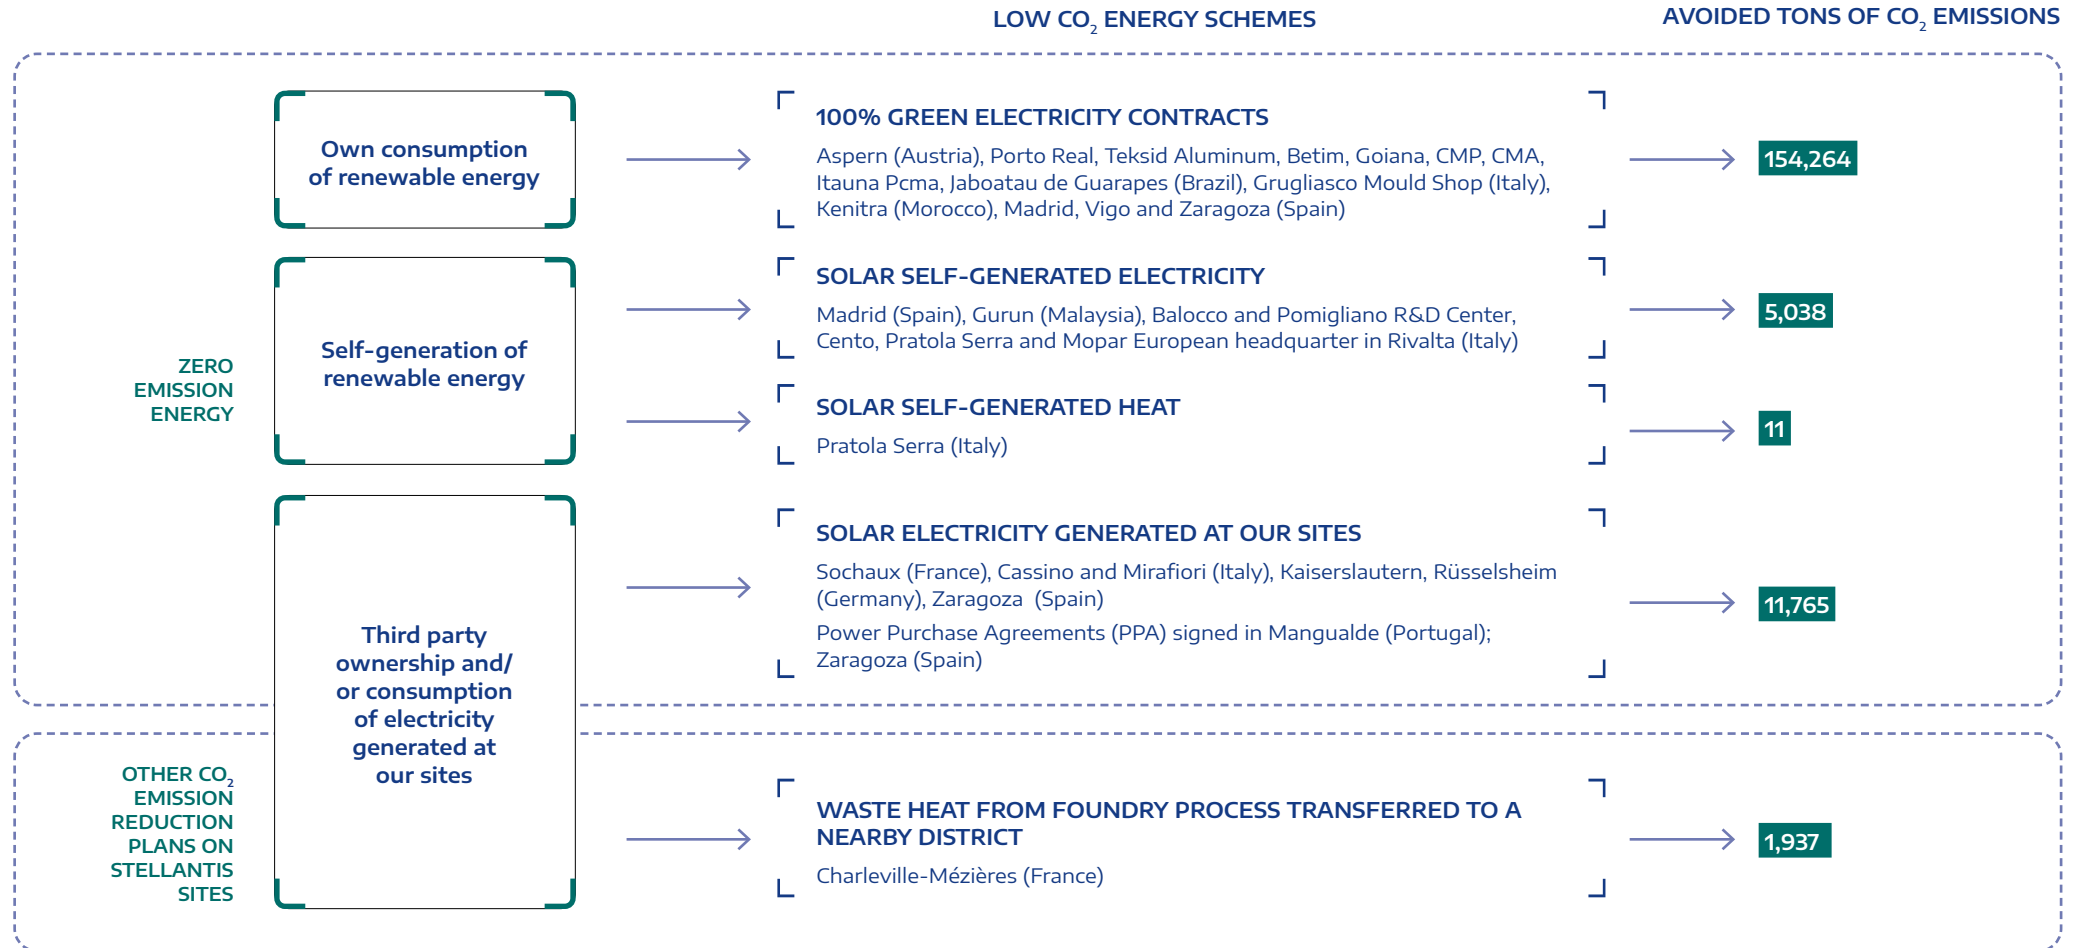 LOW CO2 ENERGY SCHEMES
AVOIDED TONS OF CO2 EMISSIONS
ZERO
EMISSION
ENERGY
Own consumption
of renewable energy
100% GREEN ELECTRICITY CONTRACTS
Aspern (Austria), Porto Real, Teksid Aluminum, Betim, Goiana, CMP, CMA,
Itauna Pcma, Jaboatau de Guarapes (Brazil), Grugliasco Mould Shop (Italy),
Kenitra (Morocco), Madrid, Vigo and Zaragoza (Spain)
154,264
Self-generation of
renewable energy
SOLAR SELF-GENERATED ELECTRICITY
Madrid (Spain), Gurun (Malaysia), Balocco and Pomigliano R&D Center,
Cento, Pratola Serra and Mopar European headquarter in Rivalta (Italy)
5,038
SOLAR SELF-GENERATED HEAT
Pratola Serra (Italy)
11
Third party
ownership and/
or consumption
of electricity
generated at
our sites
SOLAR ELECTRICITY GENERATED AT OUR SITES
Sochaux (France), Cassino and Mirafiori (Italy), Kaiserslautern, Rüsselsheim
(Germany), Zaragoza (Spain)
Power Purchase Agreements (PPA) signed in Mangualde (Portugal);
Zaragoza (Spain)
11,765
OTHER CO2
EMISSION
REDUCTION
PLANS ON
STELLANTIS
SITES
WASTE HEAT FROM FOUNDRY PROCESS TRANSFERRED TO A
NEARBY DISTRICT
Charleville-Mézières (France)
1,937